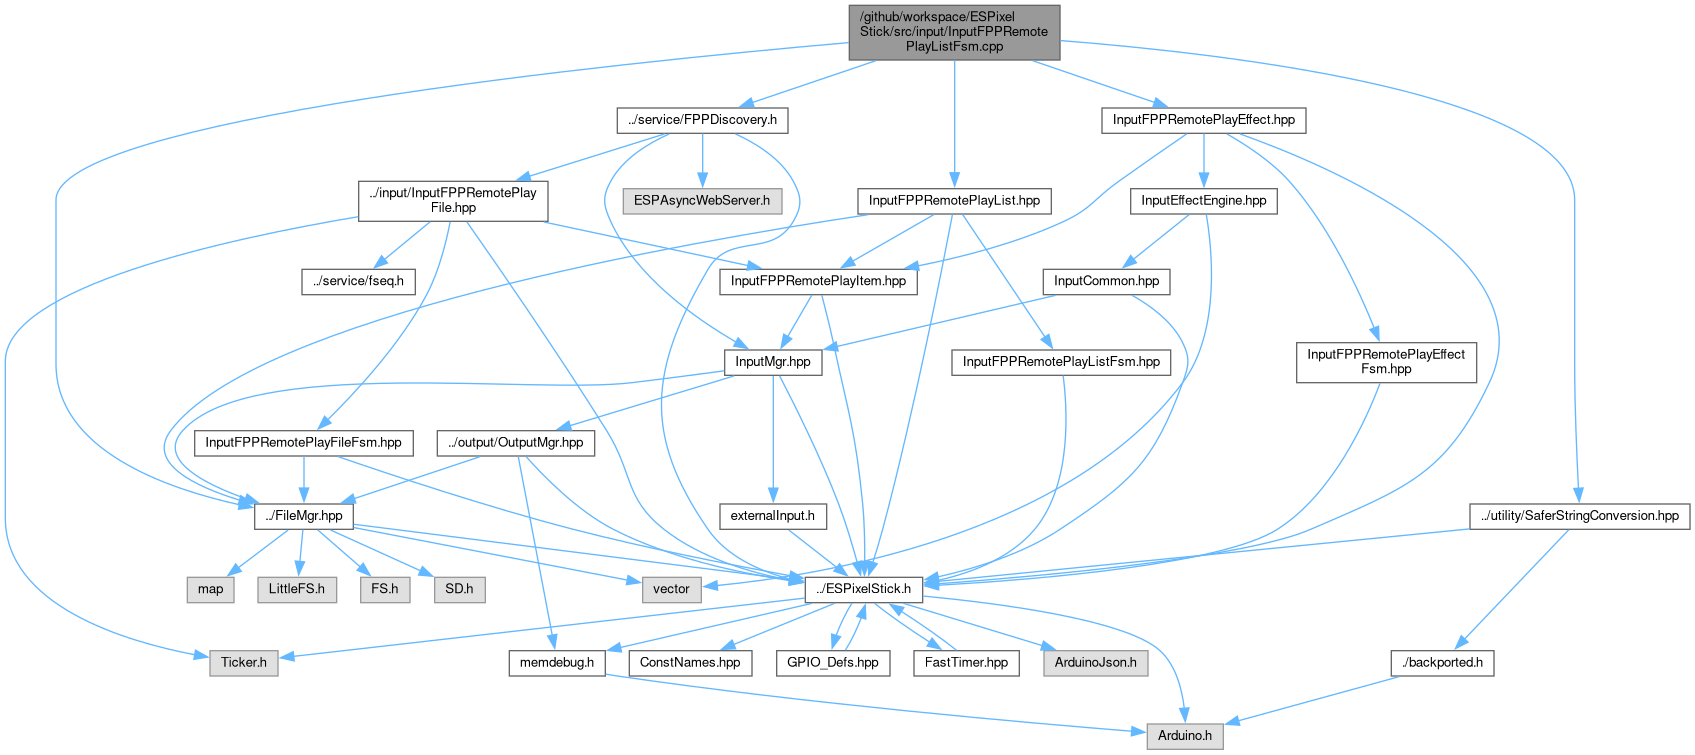 /github/workspace/ESPixel
Stick/src/input/InputFPPRemote
PlayListFsm.cpp
../service/FPPDiscovery.h
InputFPPRemotePlayEffect.hpp
../input/InputFPPRemotePlay
File.hpp
ESPAsyncWebServer.h
InputFPPRemotePlayList.hpp
InputEffectEngine.hpp
../service/fseq.h
InputFPPRemotePlayItem.hpp
InputCommon.hpp
InputMgr.hpp
InputFPPRemotePlayListFsm.hpp
InputFPPRemotePlayEffect
Fsm.hpp
InputFPPRemotePlayFileFsm.hpp
../output/OutputMgr.hpp
../FileMgr.hpp
externalInput.h
../utility/SaferStringConversion.hpp
map
LittleFS.h
FS.h
SD.h
vector
../ESPixelStick.h
Ticker.h
memdebug.h
ConstNames.hpp
GPIO_Defs.hpp
FastTimer.hpp
ArduinoJson.h
./backported.h
Arduino.h